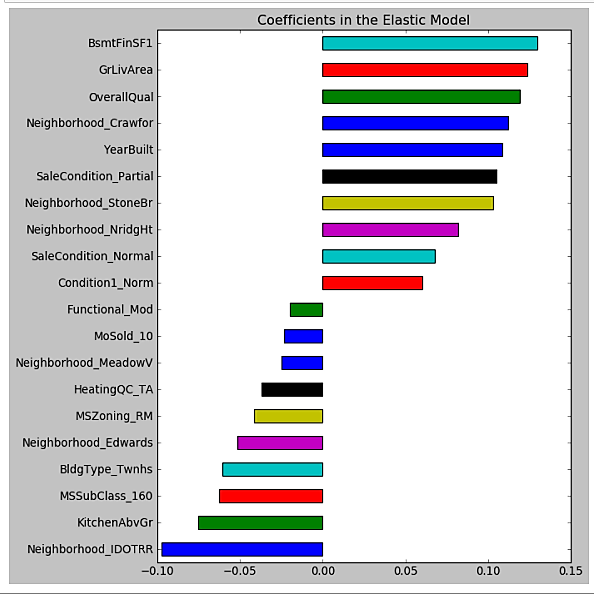 Coefficients in the Elastic Model
BsmtFinSF1
GrLivArea
OverallQual
Neighborhood_Crawfor
YearBuilt
SaleCondition_Partial
Neighborhood_StoneBr
Neighborhood_NridgHt
SaleCondition_Normal
Condition1_Norm
Functional_Mod
MoSold_10
Neighborhood_MeadowV
HeatingQC_TA
MSZoning_RM
Neighborhood_Edwards
BldgType_Twnhs
MSSubClass_160
KitchenAbvGr
Neighborhood_IDOTRR
−0.10 −0.05 0.00 0.05 0.10 0.15